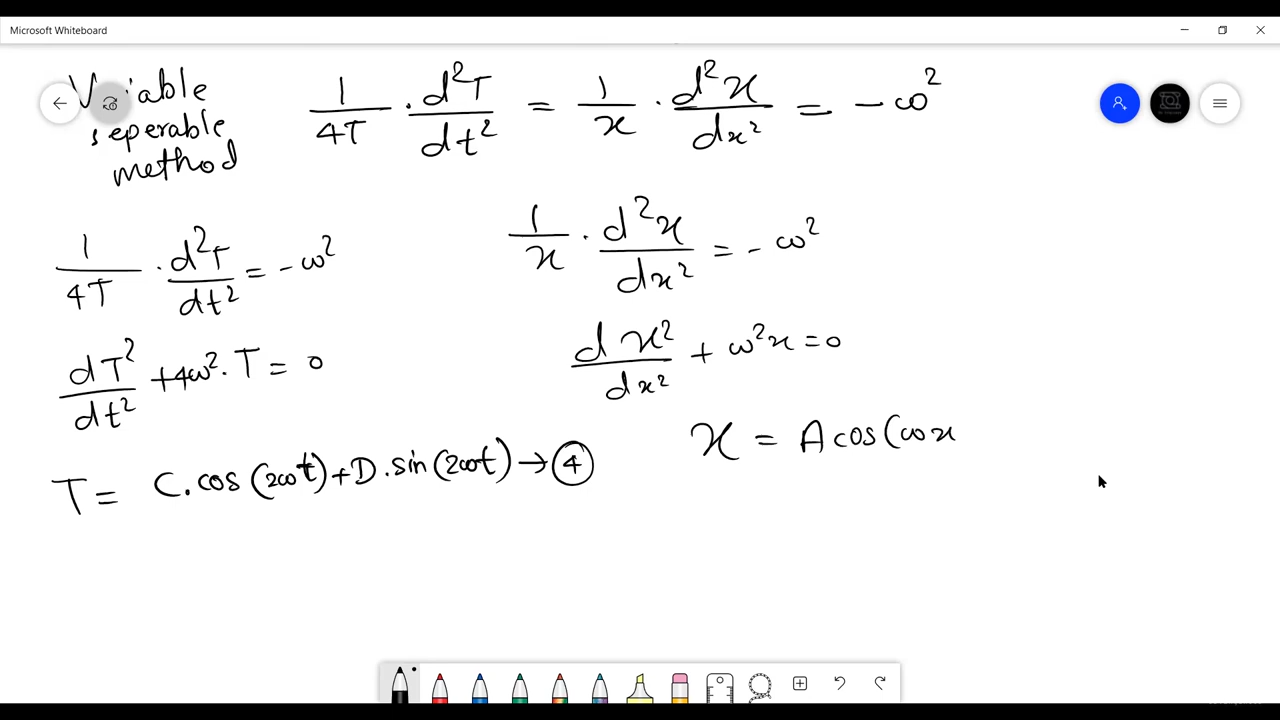 Microsoft Whiteboard
seperable
method
1/4T · d²T/dt² = 1/x · d²x/dx² = -ω²
1/4T · d²T/dt² = -ω²
1/x · d²x/dx² = -ω²
dT²/dt² + 4ω² · T = 0
dx²/dx² + ω²x = 0
T = C.cos(2ωt) + D.sin(2ωt) → ④
x = A cos(ωx